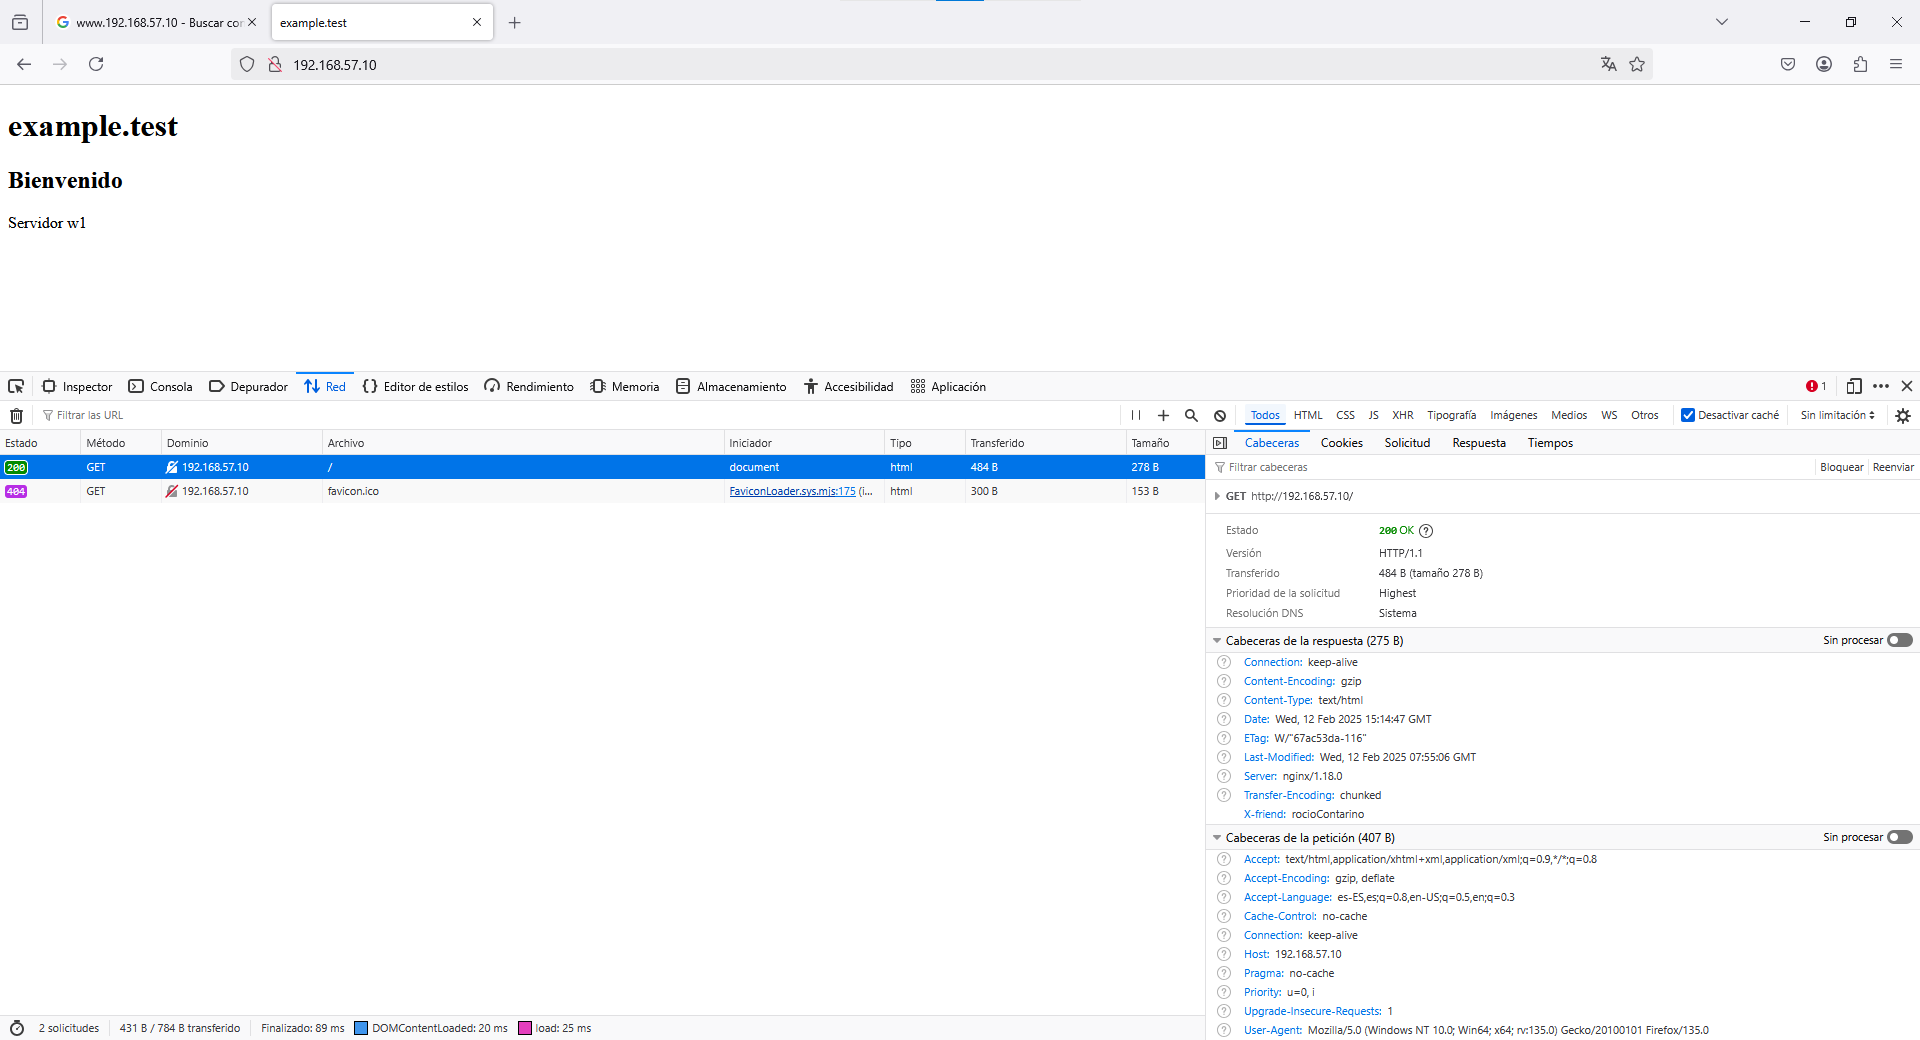 www.192.168.57.10 - Buscar con
example.test
192.168.57.10
example.test
Bienvenido
Servidor w1
Inspector Consola Depurador Red Editor de estilos Rendimiento Memoria Almacenamiento Accesibilidad Aplicación 1
Filtrar las URL Todos HTML CSS JS XHR Tipografía Imágenes Medios WS Otros Desactivar caché Sin limitación
Estado Método Dominio Archivo Iniciador Tipo Transferido Tamaño
200 GET 192.168.57.10 / document html 484 B 278 B
404 GET 192.168.57.10 favicon.ico FaviconLoader.sys.mjs:175 (i... html 300 B 153 B
Cabeceras Cookies Solicitud Respuesta Tiempos
Filtrar cabeceras Bloquear Reenviar
GET http://192.168.57.10/
Estado 200 OK
Versión HTTP/1.1
Transferido 484 B (tamaño 278 B)
Prioridad de la solicitud Highest
Resolución DNS Sistema
Cabeceras de la respuesta (275 B) Sin procesar
Connection: keep-alive
Content-Encoding: gzip
Content-Type: text/html
Date: Wed, 12 Feb 2025 15:14:47 GMT
ETag: W/"67ac53da-116"
Last-Modified: Wed, 12 Feb 2025 07:55:06 GMT
Server: nginx/1.18.0
Transfer-Encoding: chunked
X-friend: rocioContarino
Cabeceras de la petición (407 B) Sin procesar
Accept: text/html,application/xhtml+xml,application/xml;q=0.9,*/*;q=0.8
Accept-Encoding: gzip, deflate
Accept-Language: es-ES,es;q=0.8,en-US;q=0.5,en;q=0.3
Cache-Control: no-cache
Connection: keep-alive
Host: 192.168.57.10
Pragma: no-cache
Priority: u=0, i
Upgrade-Insecure-Requests: 1
User-Agent: Mozilla/5.0 (Windows NT 10.0; Win64; x64; rv:135.0) Gecko/20100101 Firefox/135.0
2 solicitudes 431 B / 784 B transferido Finalizado: 89 ms DOMContentLoaded: 20 ms load: 25 ms